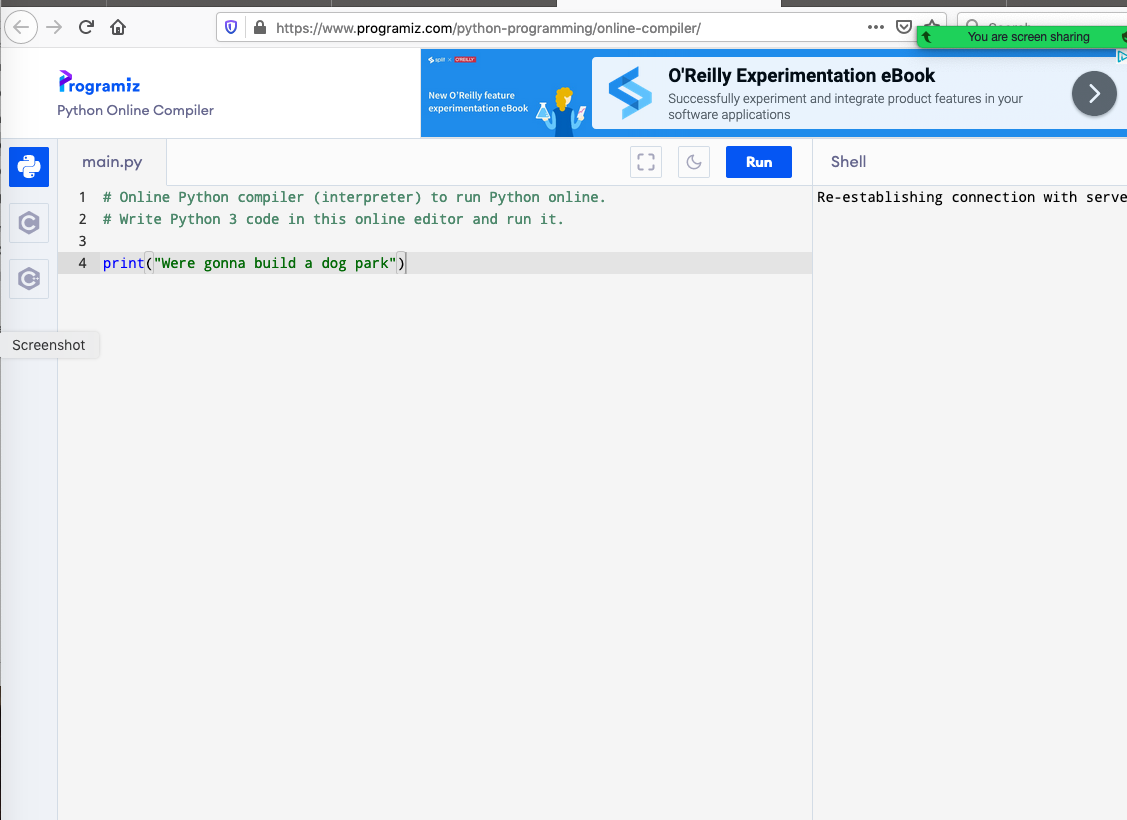 https://www.programiz.com/python-programming/online-compiler/
You are screen sharing
Programiz
Python Online Compiler
split x O'REILLY
New O'Reilly feature
experimentation eBook
O'Reilly Experimentation eBook
Successfully experiment and integrate product features in your
software applications
main.py
Run
Shell
1 # Online Python compiler (interpreter) to run Python online.
2 # Write Python 3 code in this online editor and run it.
3
4 print("Were gonna build a dog park")
Re-establishing connection with serve
Screenshot